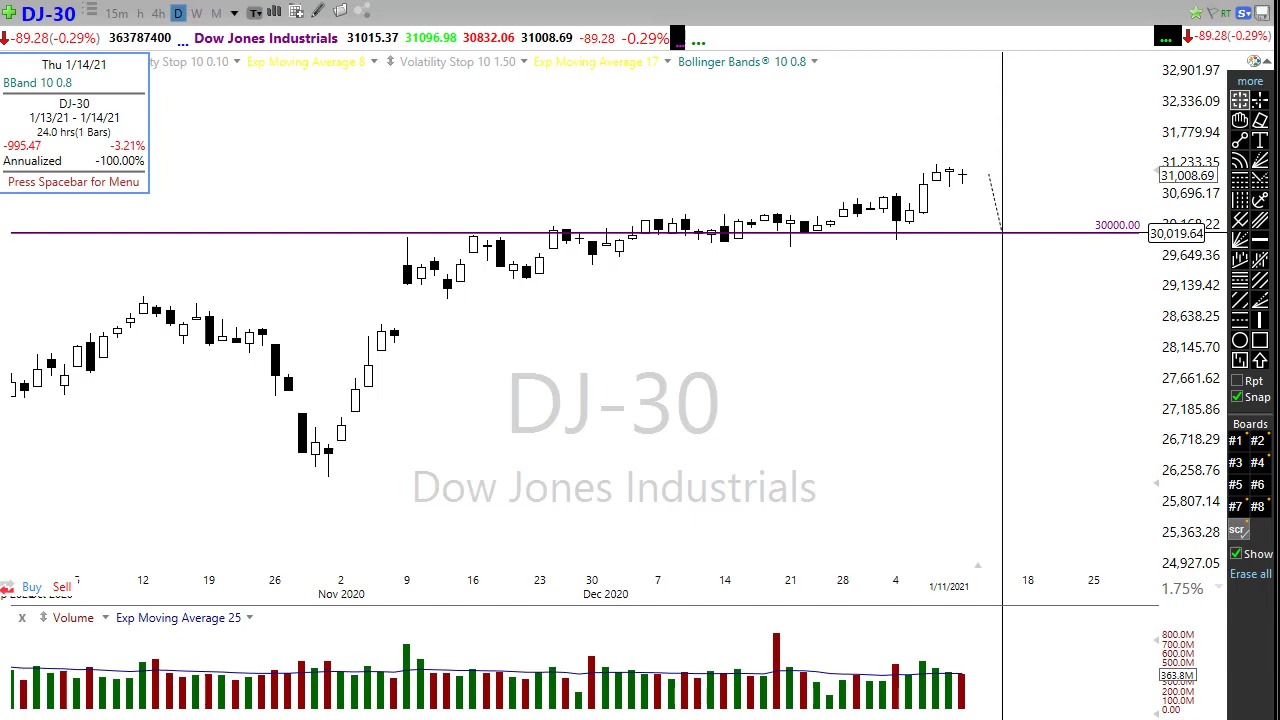 DJ-30 15m h 4h D W M T RT S
-89.28(-0.29%) 363787400 ... Dow Jones Industrials 31015.37 31096.98 30832.06 31008.69 -89.28 -0.29% ... ... ... -89.28(-0.29%)
Thu 1/14/21
BBand 10 0.8
DJ-30
1/13/21 - 1/14/21
24.0 hrs(1 Bars)
-995.47 -3.21%
Annualized -100.00%
Press Spacebar for Menu
ty Stop 10 0.10 Exp Moving Average 8 Volatility Stop 10 1.50 Exp Moving Average 17 Bollinger Bands® 10 0.8
32,901.97
32,336.09
31,779.94
31,233.35
31,008.69
30,696.17
30000.00
30,019.64
29,649.36
29,139.42
28,638.25
28,145.70
27,661.62
27,185.86
26,718.29
26,258.76
25,807.14
25,363.28
24,927.05
1.75%
more
T
Rpt
Snap
Boards
#1 #2
#3 #4
#5 #6
#7 #8
scr
Show
Erase all
DJ-30
Dow Jones Industrials
Buy Sell
12 19 26 2 9 16 23 30 7 14 21 28 4 1/11/2021 18 25
Nov 2020 Dec 2020
X Volume Exp Moving Average 25
800.0M
700.0M
600.0M
500.0M
363.8M
300.0M
200.0M
100.0M
0.00